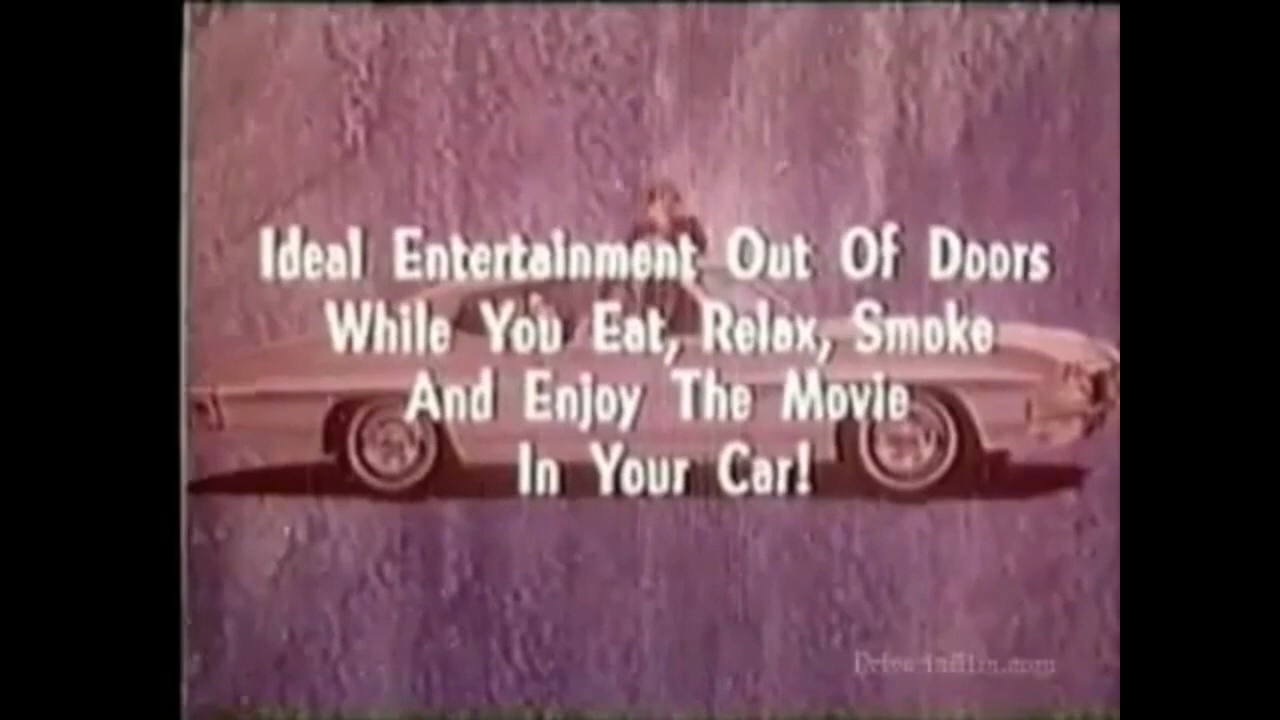 Ideal Entertainment Out Of Doors
While You Eat, Relax, Smoke
And Enjoy The Movie
In Your Car!